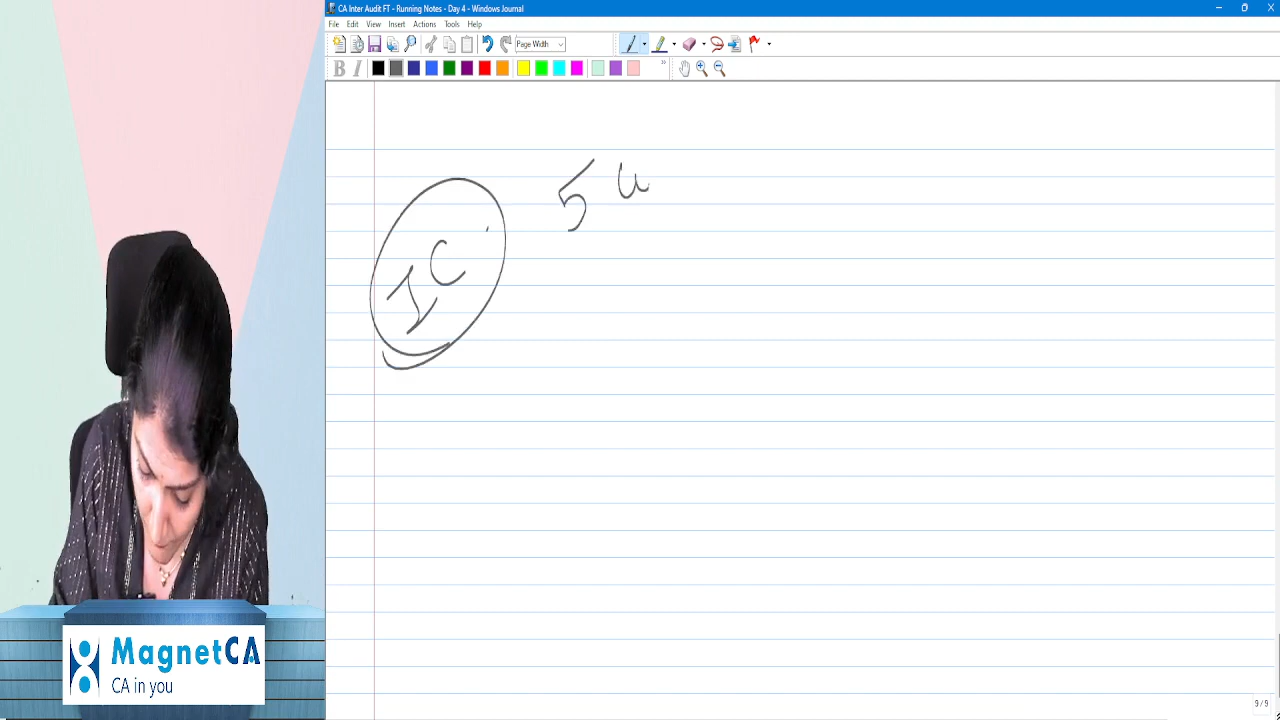 CA Inter Audit FT - Running Notes - Day 4 - Windows Journal
File Edit View Insert Actions Tools Help
Page Width
B I
IC
5 4
MagnetCA
CA in you
9 / 9